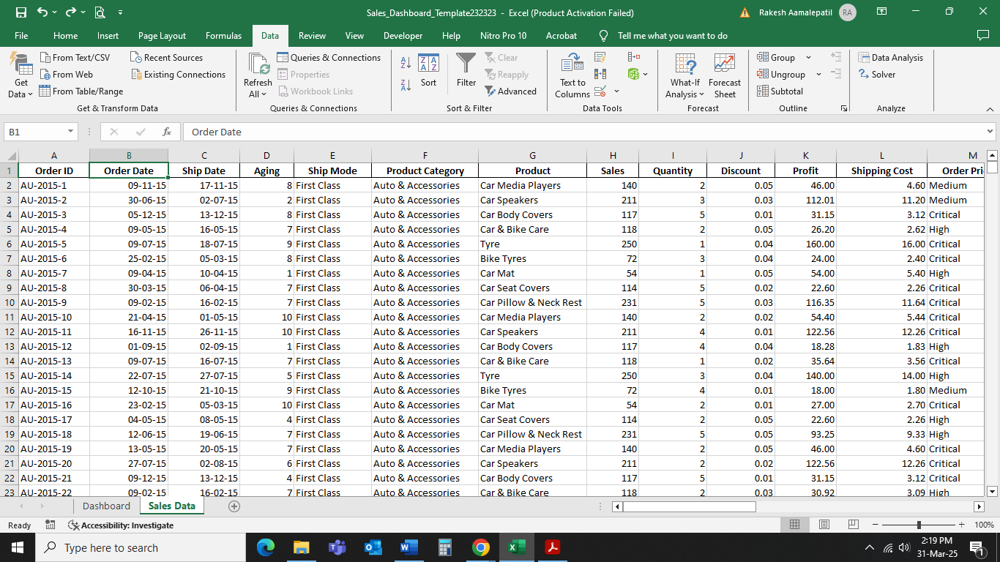 Sales_Dashboard_Template232323 - Excel (Product Activation Failed)
Rakesh Aamalepatil RA
File Home Insert Page Layout Formulas Data Review View Developer Help Nitro Pro 10 Acrobat Tell me what you want to do
Get Data
From Text/CSV
From Web
From Table/Range
Recent Sources
Existing Connections
Get & Transform Data
Refresh All
Queries & Connections
Properties
Workbook Links
Queries & Connections
Sort
Filter
Clear
Reapply
Advanced
Sort & Filter
Text to Columns
Data Tools
What-If Analysis
Forecast Sheet
Forecast
Group
Ungroup
Subtotal
Outline
Data Analysis
Solver
Analyze
B1 fx Order Date
A B C D E F G H I J K L M
1 Order ID Order Date Ship Date Aging Ship Mode Product Category Product Sales Quantity Discount Profit Shipping Cost Order Pri
2 AU-2015-1 09-11-15 17-11-15 8 First Class Auto & Accessories Car Media Players 140 2 0.05 46.00 4.60 Medium
3 AU-2015-2 30-06-15 02-07-15 2 First Class Auto & Accessories Car Speakers 211 3 0.03 112.01 11.20 Medium
4 AU-2015-3 05-12-15 13-12-15 8 First Class Auto & Accessories Car Body Covers 117 5 0.01 31.15 3.12 Critical
5 AU-2015-4 09-05-15 16-05-15 7 First Class Auto & Accessories Car & Bike Care 118 2 0.05 26.20 2.62 High
6 AU-2015-5 09-07-15 18-07-15 9 First Class Auto & Accessories Tyre 250 1 0.04 160.00 16.00 Critical
7 AU-2015-6 25-02-15 05-03-15 8 First Class Auto & Accessories Bike Tyres 72 3 0.04 24.00 2.40 Critical
8 AU-2015-7 09-04-15 10-04-15 1 First Class Auto & Accessories Car Mat 54 1 0.05 54.00 5.40 High
9 AU-2015-8 30-03-15 06-04-15 7 First Class Auto & Accessories Car Seat Covers 114 5 0.02 22.60 2.26 Critical
10 AU-2015-9 09-02-15 16-02-15 7 First Class Auto & Accessories Car Pillow & Neck Rest 231 5 0.03 116.35 11.64 Critical
11 AU-2015-10 21-04-15 01-05-15 10 First Class Auto & Accessories Car Media Players 140 2 0.02 54.40 5.44 Critical
12 AU-2015-11 16-11-15 26-11-15 10 First Class Auto & Accessories Car Speakers 211 4 0.01 122.56 12.26 Critical
13 AU-2015-12 01-09-15 02-09-15 1 First Class Auto & Accessories Car Body Covers 117 4 0.04 18.28 1.83 High
14 AU-2015-13 09-07-15 16-07-15 7 First Class Auto & Accessories Car & Bike Care 118 1 0.02 35.64 3.56 Critical
15 AU-2015-14 22-07-15 27-07-15 5 First Class Auto & Accessories Tyre 250 3 0.04 140.00 14.00 High
16 AU-2015-15 12-10-15 21-10-15 9 First Class Auto & Accessories Bike Tyres 72 4 0.01 18.00 1.80 Medium
17 AU-2015-16 23-02-15 05-03-15 10 First Class Auto & Accessories Car Mat 54 2 0.01 27.00 2.70 Critical
18 AU-2015-17 04-05-15 08-05-15 4 First Class Auto & Accessories Car Seat Covers 114 2 0.05 22.60 2.26 High
19 AU-2015-18 12-06-15 19-06-15 7 First Class Auto & Accessories Car Pillow & Neck Rest 231 5 0.05 93.25 9.33 High
20 AU-2015-19 13-05-15 20-05-15 7 First Class Auto & Accessories Car Media Players 140 2 0.05 46.00 4.60 Critical
21 AU-2015-20 27-07-15 02-08-15 6 First Class Auto & Accessories Car Speakers 211 2 0.02 122.56 12.26 Critical
22 AU-2015-21 09-12-15 13-12-15 4 First Class Auto & Accessories Car Body Covers 117 5 0.01 31.15 3.12 Critical
23 AU-2015-22 09-02-15 16-02-15 7 First Class Auto & Accessories Car & Bike Care 118 2 0.03 30.92 3.09 High
Dashboard Sales Data
Ready Accessibility: Investigate 100%
Type here to search
2:19 PM
31-Mar-25
1